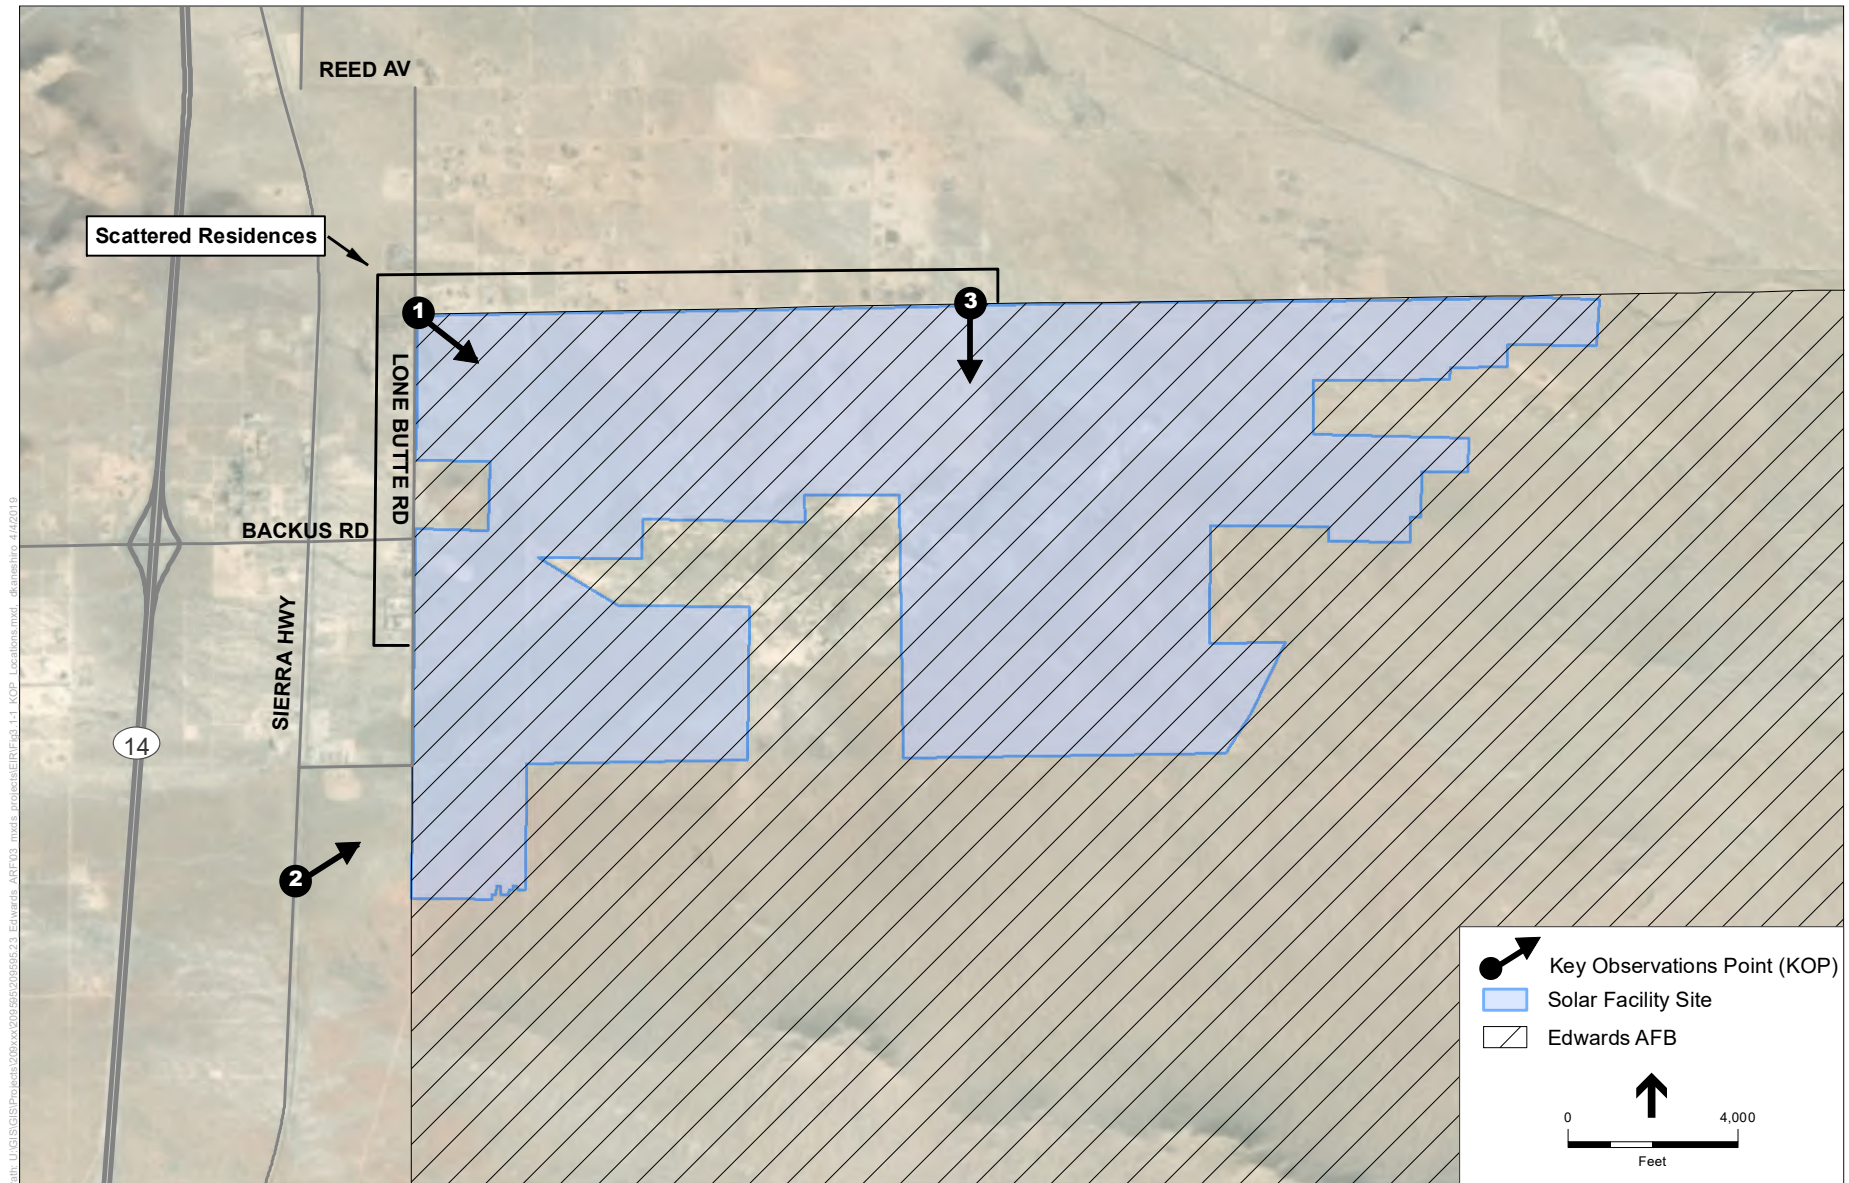 REED AV
Scattered Residences
1
3
LONE BUTTE RD
BACKUS RD
SIERRA HWY
14
2
Key Observations Point (KOP)
Solar Facility Site
Edwards AFB
0 4,000
Feet